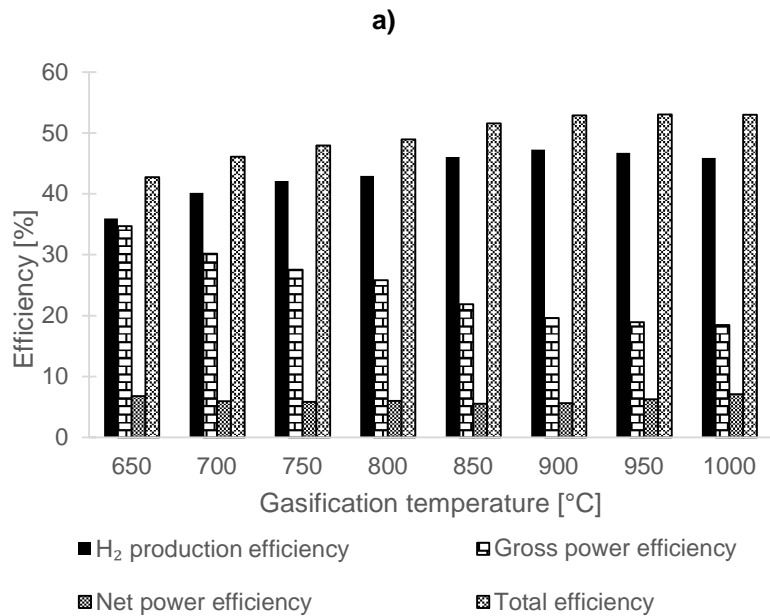 a)
60
50
40
30
20
10
0
Efficiency [%]
650 700 750 800 850 900 950 1000
Gasification temperature [°C]
H₂ production efficiency Gross power efficiency
Net power efficiency Total efficiency